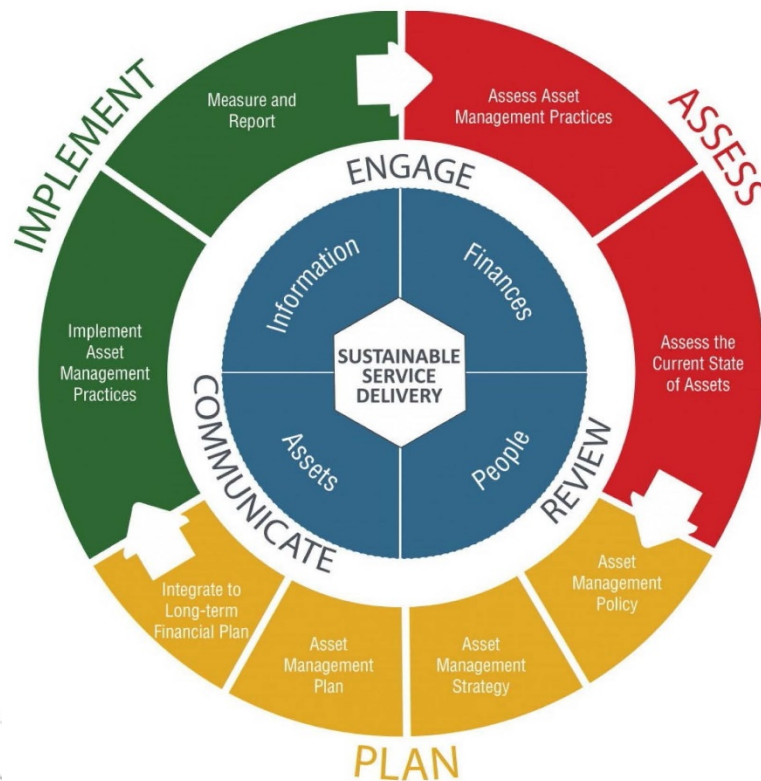 IMPLEMENT
ASSESS
PLAN
Measure and
Report
Assess Asset
Management Practices
Assess the
Current State
of Assets
Asset
Management
Policy
Asset
Management
Strategy
Asset
Management
Plan
Integrate to
Long-term
Financial Plan
Implement
Asset
Management
Practices
ENGAGE
REVIEW
COMMUNICATE
Information
Finances
People
Assets
SUSTAINABLE
SERVICE
DELIVERY